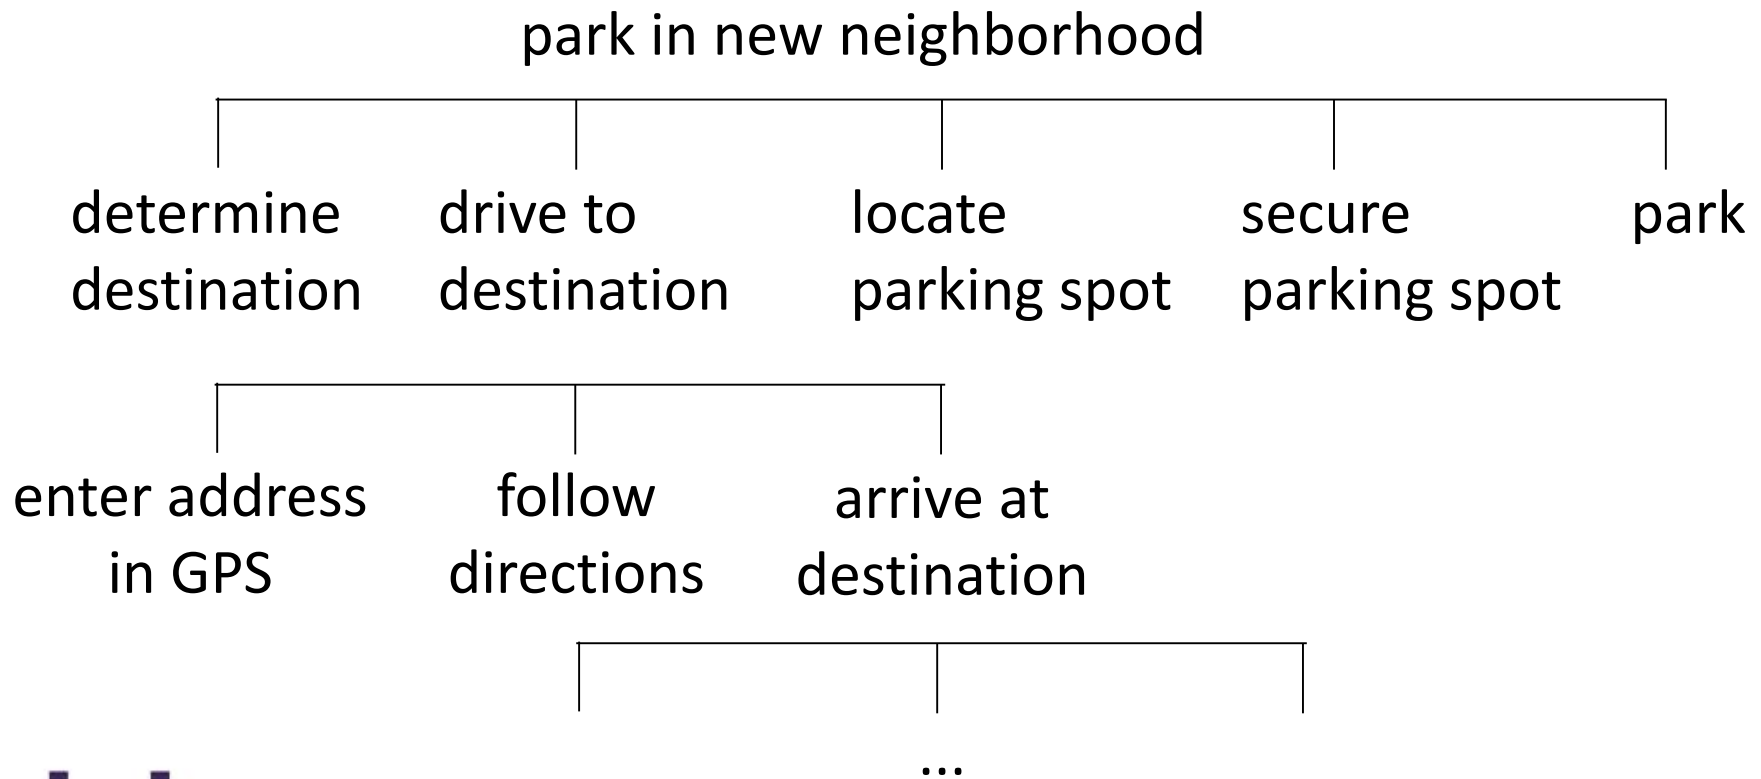 park in new neighborhood
determine
destination
drive to
destination
locate
parking spot
secure
parking spot
park
enter address
in GPS
follow
directions
arrive at
destination
...